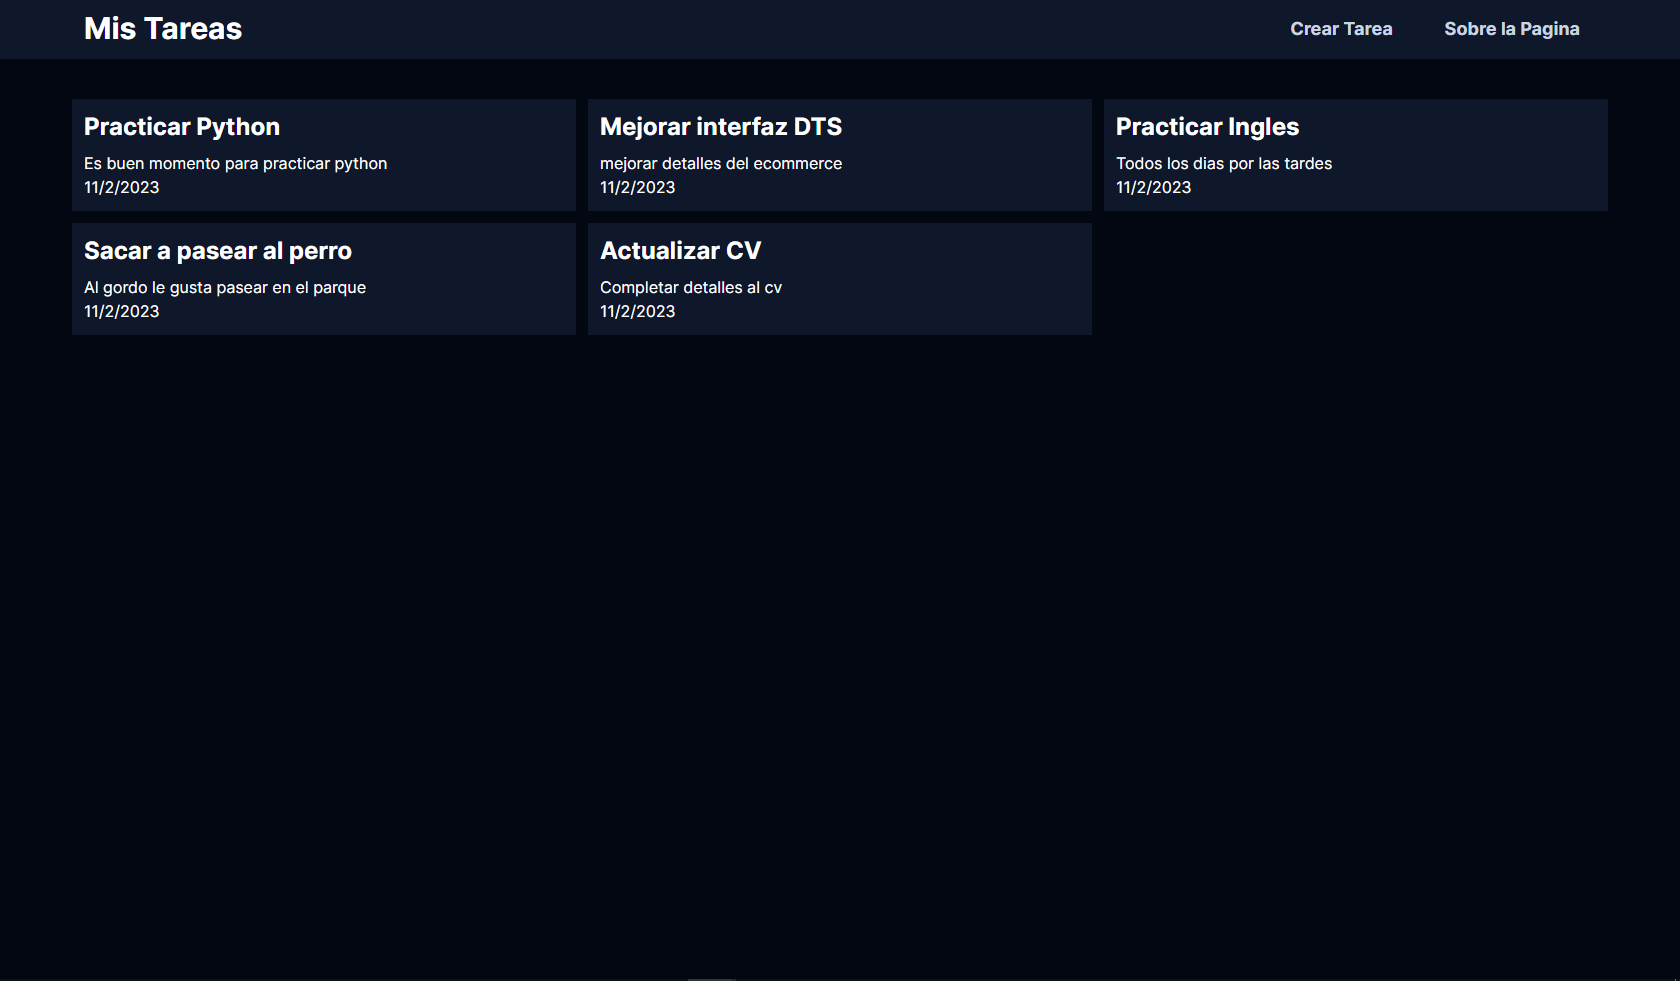 Mis Tareas
Crear Tarea
Sobre la Pagina
Practicar Python
Es buen momento para practicar python
11/2/2023
Mejorar interfaz DTS
mejorar detalles del ecommerce
11/2/2023
Practicar Ingles
Todos los dias por las tardes
11/2/2023
Sacar a pasear al perro
Al gordo le gusta pasear en el parque
11/2/2023
Actualizar CV
Completar detalles al cv
11/2/2023